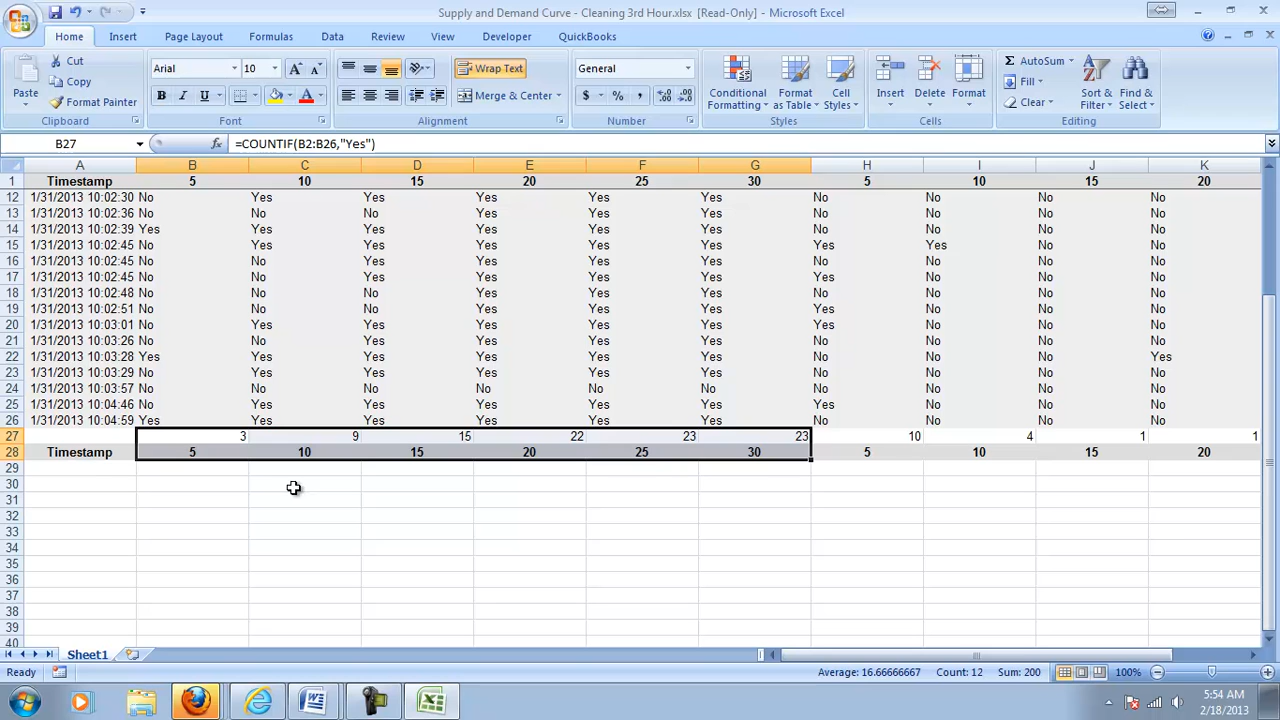 Supply and Demand Curve - Cleaning 3rd Hour.xlsx [Read-Only] - Microsoft Excel
Home Insert Page Layout Formulas Data Review View Developer QuickBooks
Cut Arial 10 Wrap Text General AutoSum
Copy Fill
Paste Format Painter B I U Merge & Center $ % , Conditional Formatting Format as Table Cell Styles Insert Delete Format Clear Sort & Filter Find & Select
Clipboard Font Alignment Number Styles Cells Editing
B27 fx =COUNTIF(B2:B26,"Yes")
A B C D E F G H I J K
1 Timestamp 5 10 15 20 25 30 5 10 15 20
12 1/31/2013 10:02:30 No Yes Yes Yes Yes Yes No No No No
13 1/31/2013 10:02:36 No No No Yes Yes Yes No No No No
14 1/31/2013 10:02:39 Yes Yes Yes Yes Yes Yes No No No No
15 1/31/2013 10:02:45 No Yes Yes Yes Yes Yes Yes Yes No No
16 1/31/2013 10:02:45 No No Yes Yes Yes Yes No No No No
17 1/31/2013 10:02:45 No No Yes Yes Yes Yes Yes No No No
18 1/31/2013 10:02:48 No No No Yes Yes Yes No No No No
19 1/31/2013 10:02:51 No No No Yes Yes Yes Yes No No No
20 1/31/2013 10:03:01 No Yes Yes Yes Yes Yes Yes No No No
21 1/31/2013 10:03:26 No No Yes Yes Yes Yes No No No No
22 1/31/2013 10:03:28 Yes Yes Yes Yes Yes Yes No No No Yes
23 1/31/2013 10:03:29 No Yes Yes Yes Yes Yes No No No No
24 1/31/2013 10:03:57 No No No No No No No No No No
25 1/31/2013 10:04:46 No Yes Yes Yes Yes Yes Yes No No No
26 1/31/2013 10:04:59 Yes Yes Yes Yes Yes Yes No No No No
27 3 9 15 22 23 23 10 4 1 1
28 Timestamp 5 10 15 20 25 30 5 10 15 20
29
30
31
32
33
34
35
36
37
38
39
40
Sheet1
Ready Average: 16.66666667 Count: 12 Sum: 200 100%
5:54 AM
2/18/2013